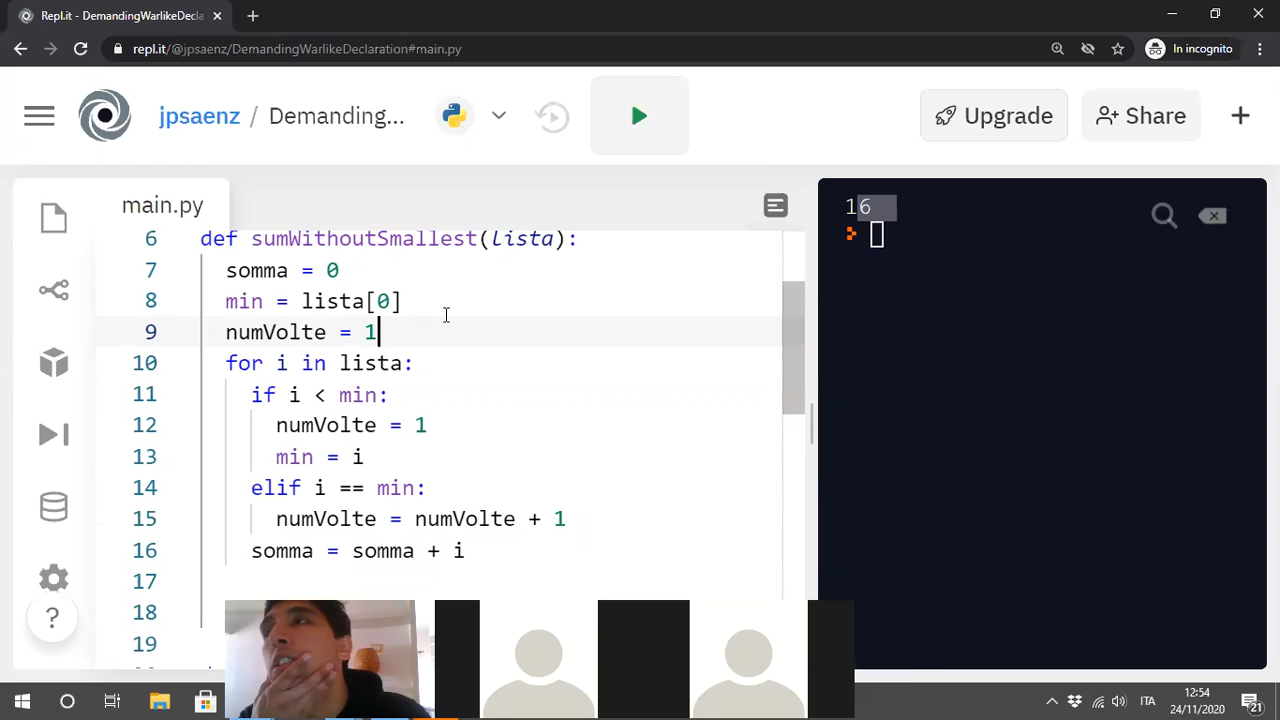 Repl.it - DemandingWarlikeDecla
repl.it/@jpsaenz/DemandingWarlikeDeclaration#main.py
In incognito
jpsaenz / Demanding...
Upgrade
Share
main.py
6 def sumWithoutSmallest(lista):
7 somma = 0
8 min = lista[0]
9 numVolte = 1
10 for i in lista:
11 if i < min:
12 numVolte = 1
13 min = i
14 elif i == min:
15 numVolte = numVolte + 1
16 somma = somma + i
17
18
19
16
?
ITA
12:54
24/11/2020
21